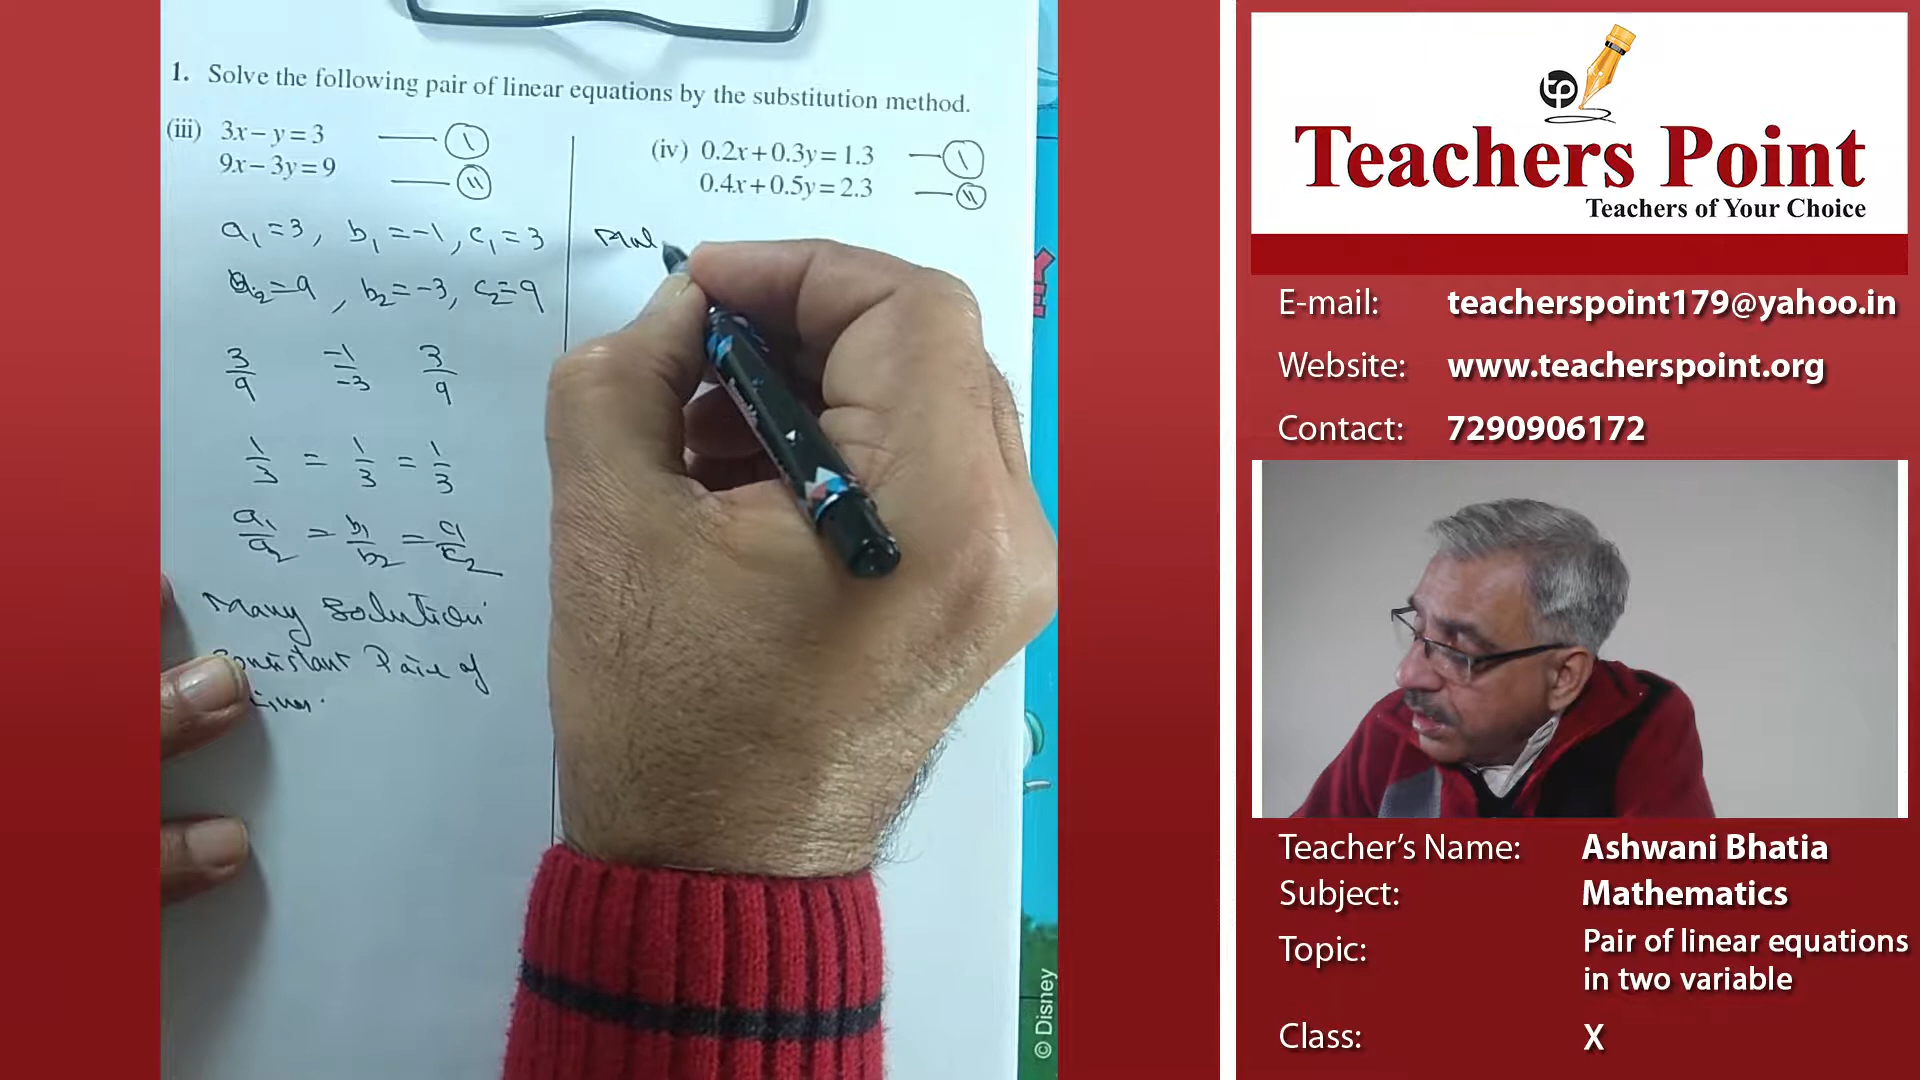 1. Solve the following pair of linear equations by the substitution method.
(iii) 3x – y = 3 — I
9x – 3y = 9 — II
a₁ = 3, b₁ = -1, c₁ = 3
a₂ = 9, b₂ = -3, c₂ = 9
3/9 -1/-3 3/9
1/3 = 1/3 = 1/3
a₁/a₂ = b₁/b₂ = c₁/c₂
Many Solution
Consistant Pair of
Lines.
(iv) 0.2x + 0.3y = 1.3 — I
0.4x + 0.5y = 2.3 — II
Mul
© Disney
tp
Teachers Point
Teachers of Your Choice
E-mail: teacherspoint179@yahoo.in
Website: www.teacherspoint.org
Contact: 7290906172
Teacher's Name: Ashwani Bhatia
Subject: Mathematics
Topic: Pair of linear equations
in two variable
Class: X